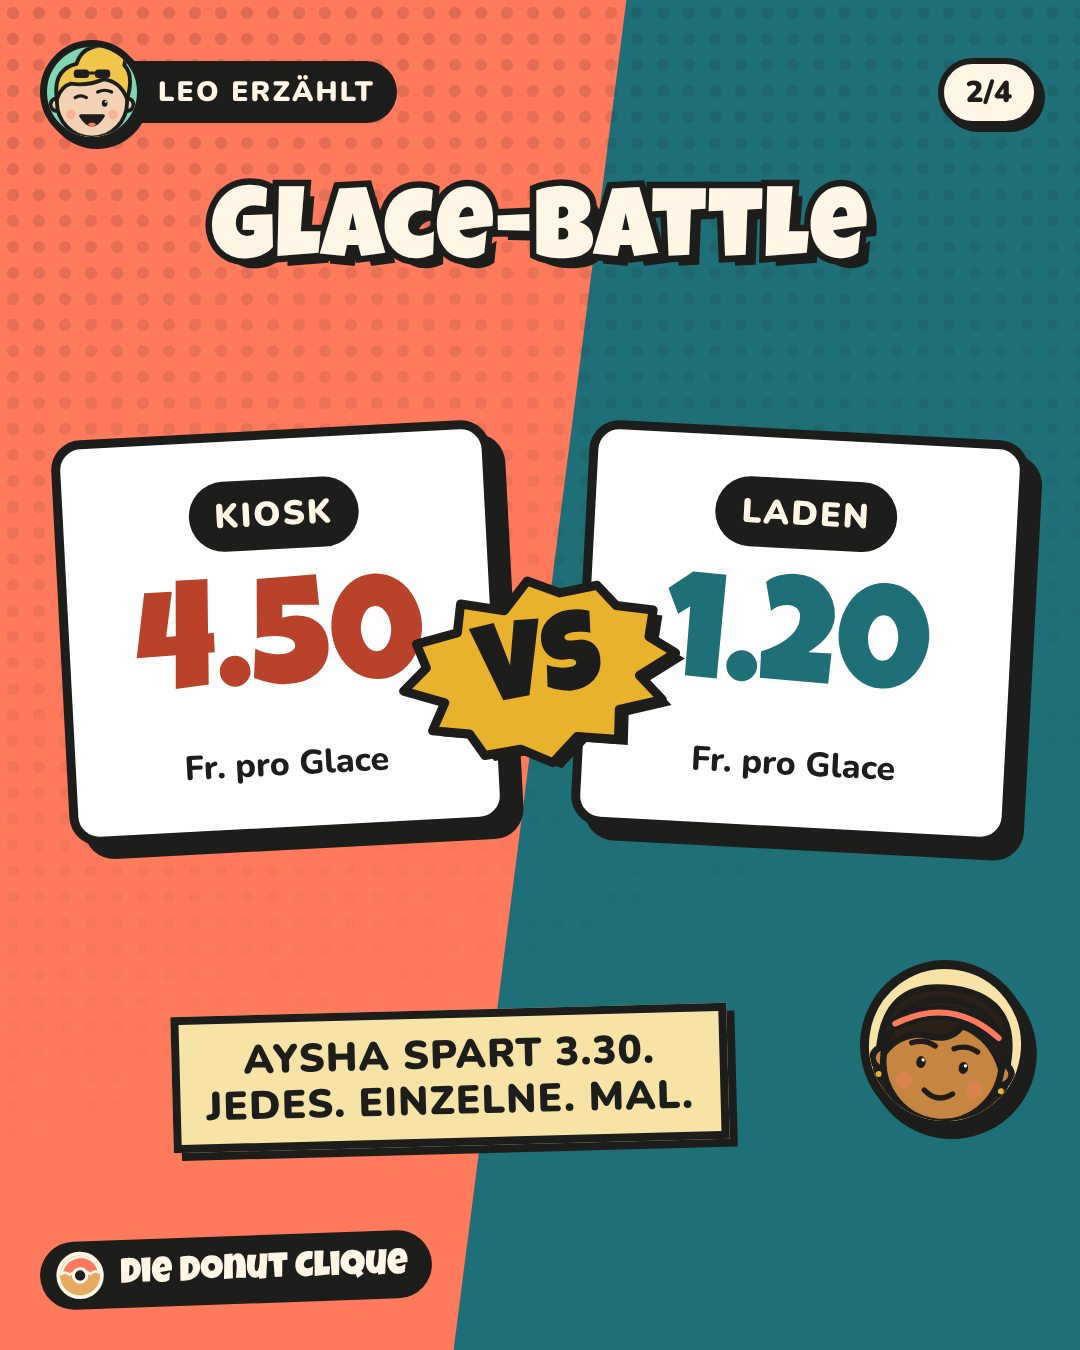 LEO ERZÄHLT
2/4
GLACE-BATTLE
KIOSK
4.50
Fr. pro Glace
VS
LADEN
1.20
Fr. pro Glace
AYSHA SPART 3.30.
JEDES. EINZELNE. MAL.
DIE DONUT CLIQUE